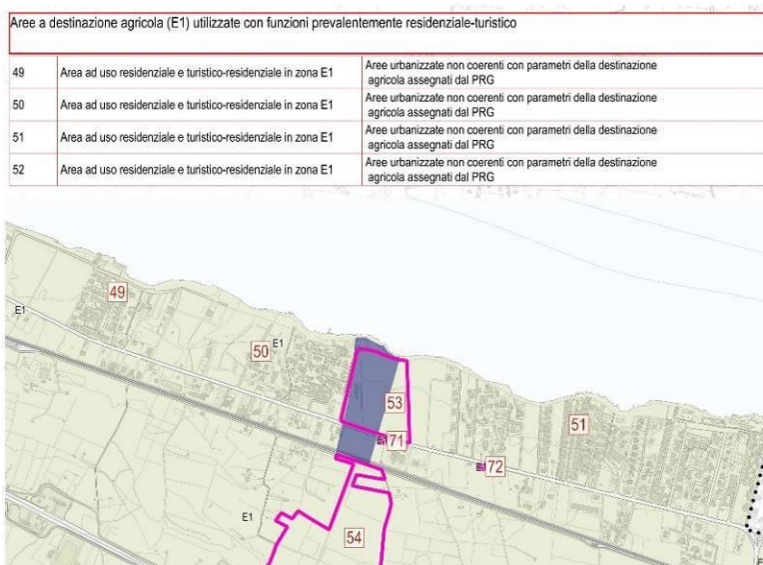 Aree a destinazione agricola (E1) utilizzate con funzioni prevalentemente residenziale-turistico
49 Area ad uso residenziale e turistico-residenziale in zona E1 Aree urbanizzate non coerenti con parametri della destinazione
agricola assegnati dal PRG
50 Area ad uso residenziale e turistico-residenziale in zona E1 Aree urbanizzate non coerenti con parametri della destinazione
agricola assegnati dal PRG
51 Area ad uso residenziale e turistico-residenziale in zona E1 Aree urbanizzate non coerenti con parametri della destinazione
agricola assegnati dal PRG
52 Area ad uso residenziale e turistico-residenziale in zona E1 Aree urbanizzate non coerenti con parametri della destinazione
agricola assegnati dal PRG
49
E1
50
E1
53
51
71
72
E1
54